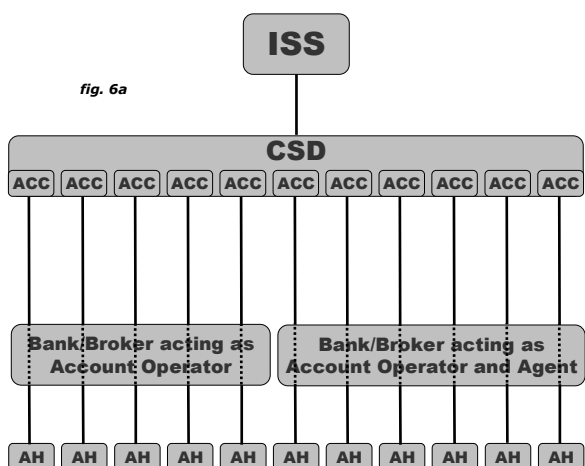 ISS
fig. 6a
CSD
ACC ACC ACC ACC ACC ACC ACC ACC ACC ACC ACC
Bank/Broker acting as
Account Operator
Bank/Broker acting as
Account Operator and Agent
AH AH AH AH AH AH AH AH AH AH AH